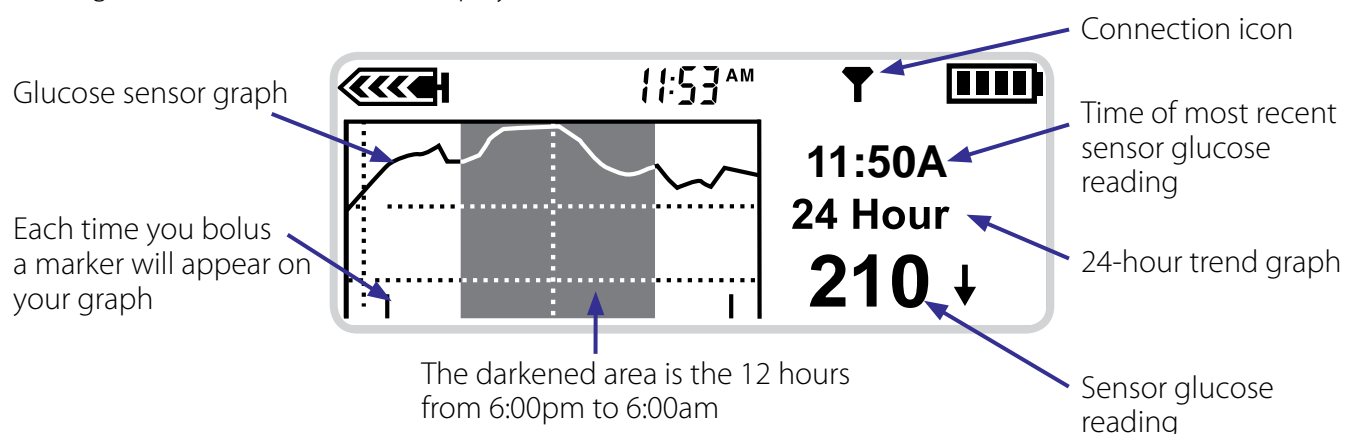 Connection icon
Glucose sensor graph
11:53 AM
Time of most recent
sensor glucose
reading
11:50A
24 Hour
Each time you bolus
a marker will appear on
your graph
24-hour trend graph
210
The darkened area is the 12 hours
from 6:00pm to 6:00am
Sensor glucose
reading